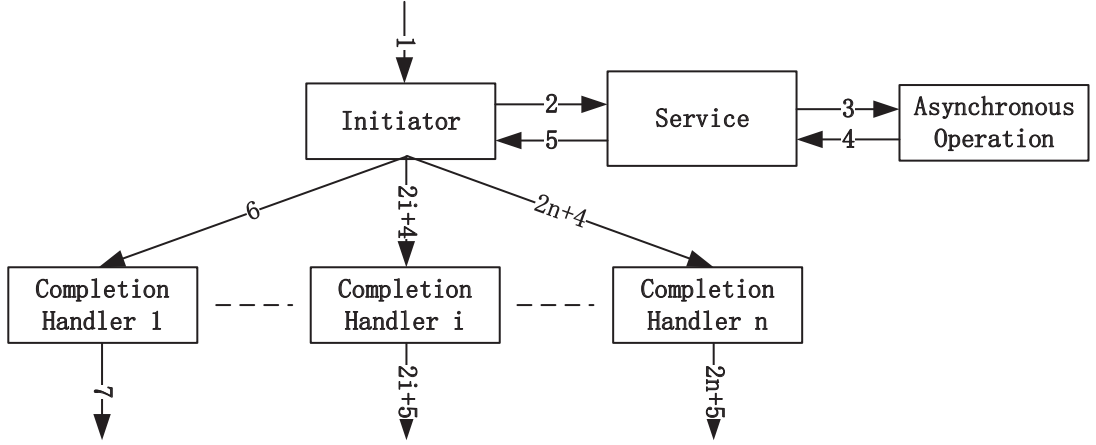 1
Initiator
2
5
Service
3
4
Asynchronous
Operation
6
2i+4
2n+4
Completion
Handler 1
Completion
Handler i
Completion
Handler n
7
2i+5
2n+5